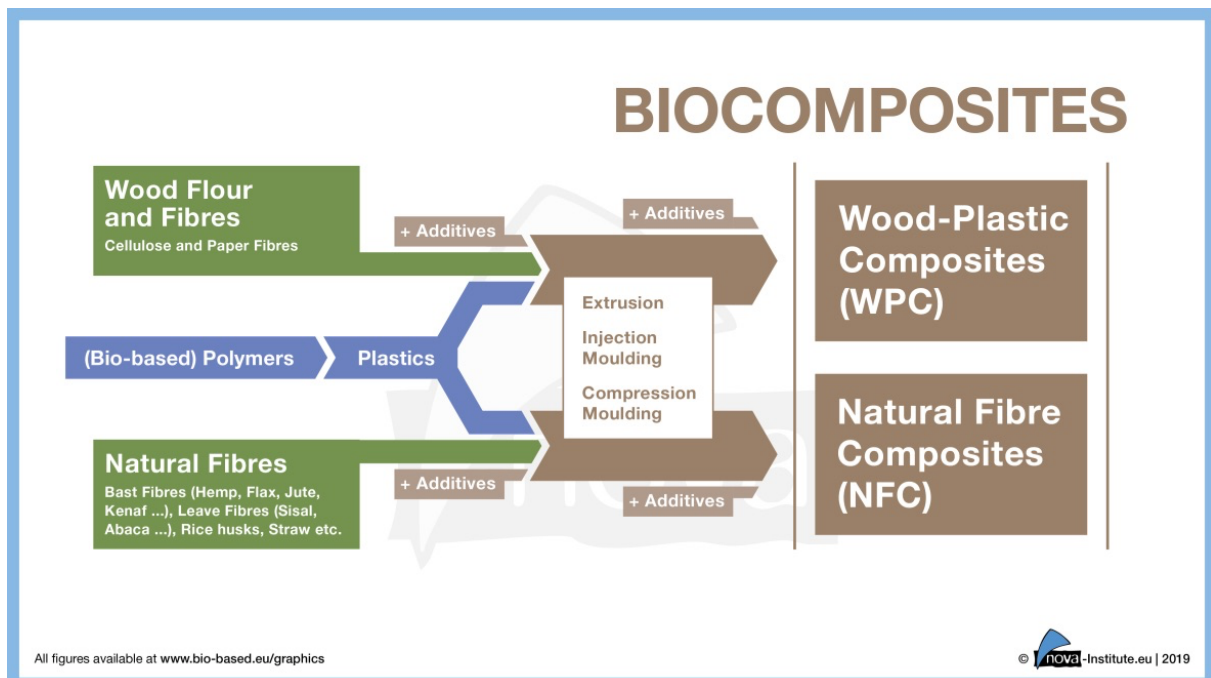 BIOCOMPOSITES
Wood Flour
and Fibres
Cellulose and Paper Fibres
+ Additives
+ Additives
(Bio-based) Polymers
Plastics
Extrusion
Injection
Moulding
Compression
Moulding
Natural Fibres
Bast Fibres (Hemp, Flax, Jute,
Kenaf ...), Leave Fibres (Sisal,
Abaca ...), Rice husks, Straw etc.
+ Additives
+ Additives
Wood-Plastic
Composites
(WPC)
Natural Fibre
Composites
(NFC)
nova
All figures available at www.bio-based.eu/graphics
© nova-Institute.eu | 2019